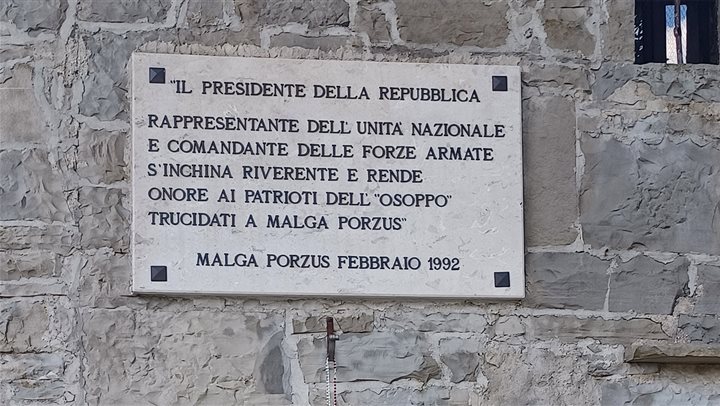 "IL PRESIDENTE DELLA REPUBBLICA
RAPPRESENTANTE DELL' UNITA' NAZIONALE
E COMANDANTE DELLE FORZE ARMATE
S'INCHINA RIVERENTE E RENDE
ONORE AI PATRIOTI DELL' "OSOPPO"
TRUCIDATI A MALGA PORZUS"
MALGA PORZUS FEBBRAIO 1992